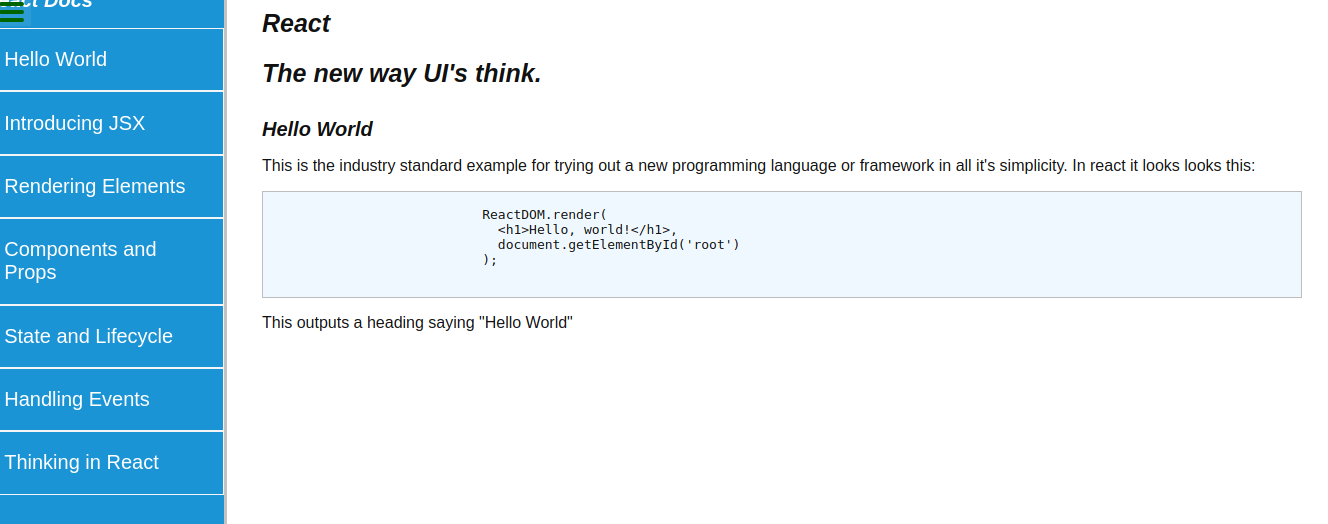 Docs
Hello World
Introducing JSX
Rendering Elements
Components and
Props
State and Lifecycle
Handling Events
Thinking in React
React
The new way UI's think.
Hello World
This is the industry standard example for trying out a new programming language or framework in all it's simplicity. In react it looks looks this:
ReactDOM.render(
  <h1>Hello, world!</h1>,
  document.getElementById('root')
);
This outputs a heading saying "Hello World"